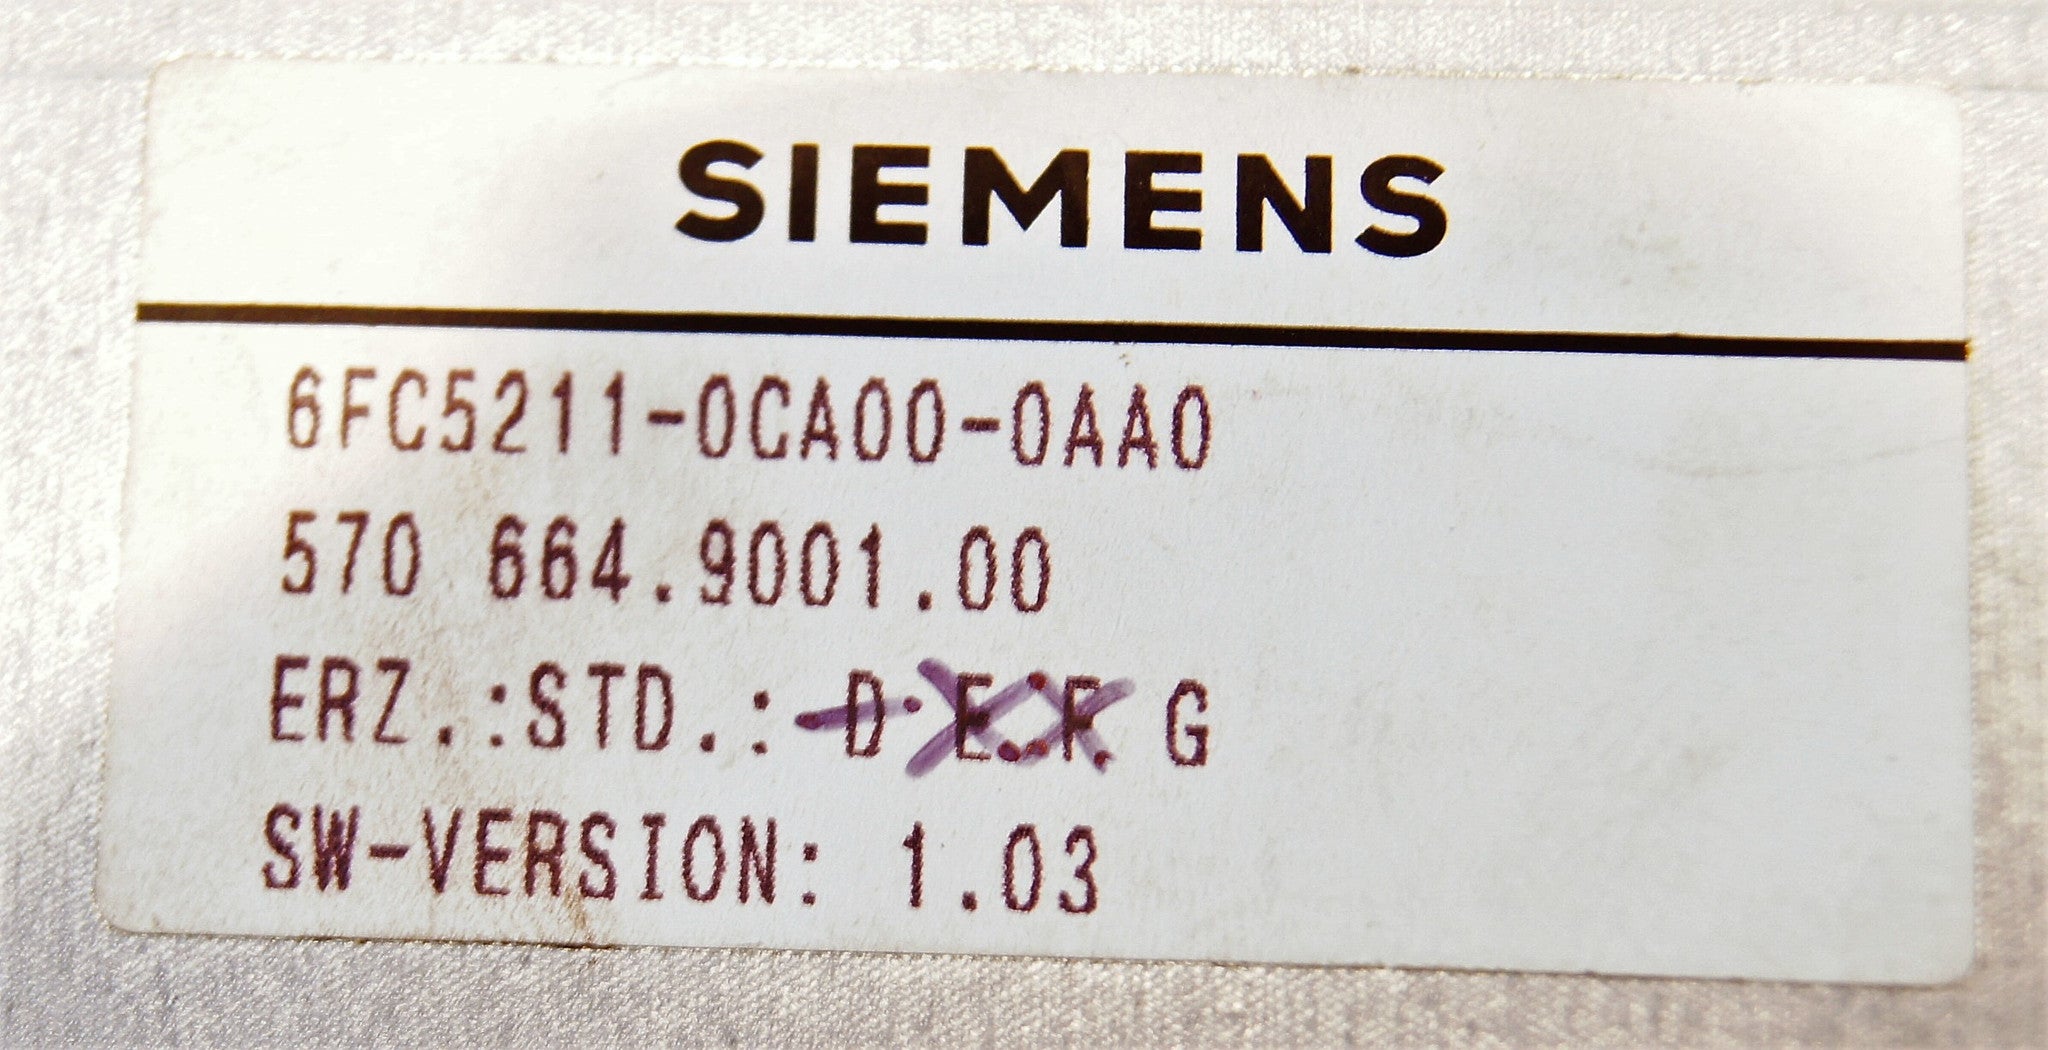 SIEMENS
6FC5211-0CA00-0AA0
570 664.9001.00
ERZ.:STD.: D E F G
SW-VERSION: 1.03